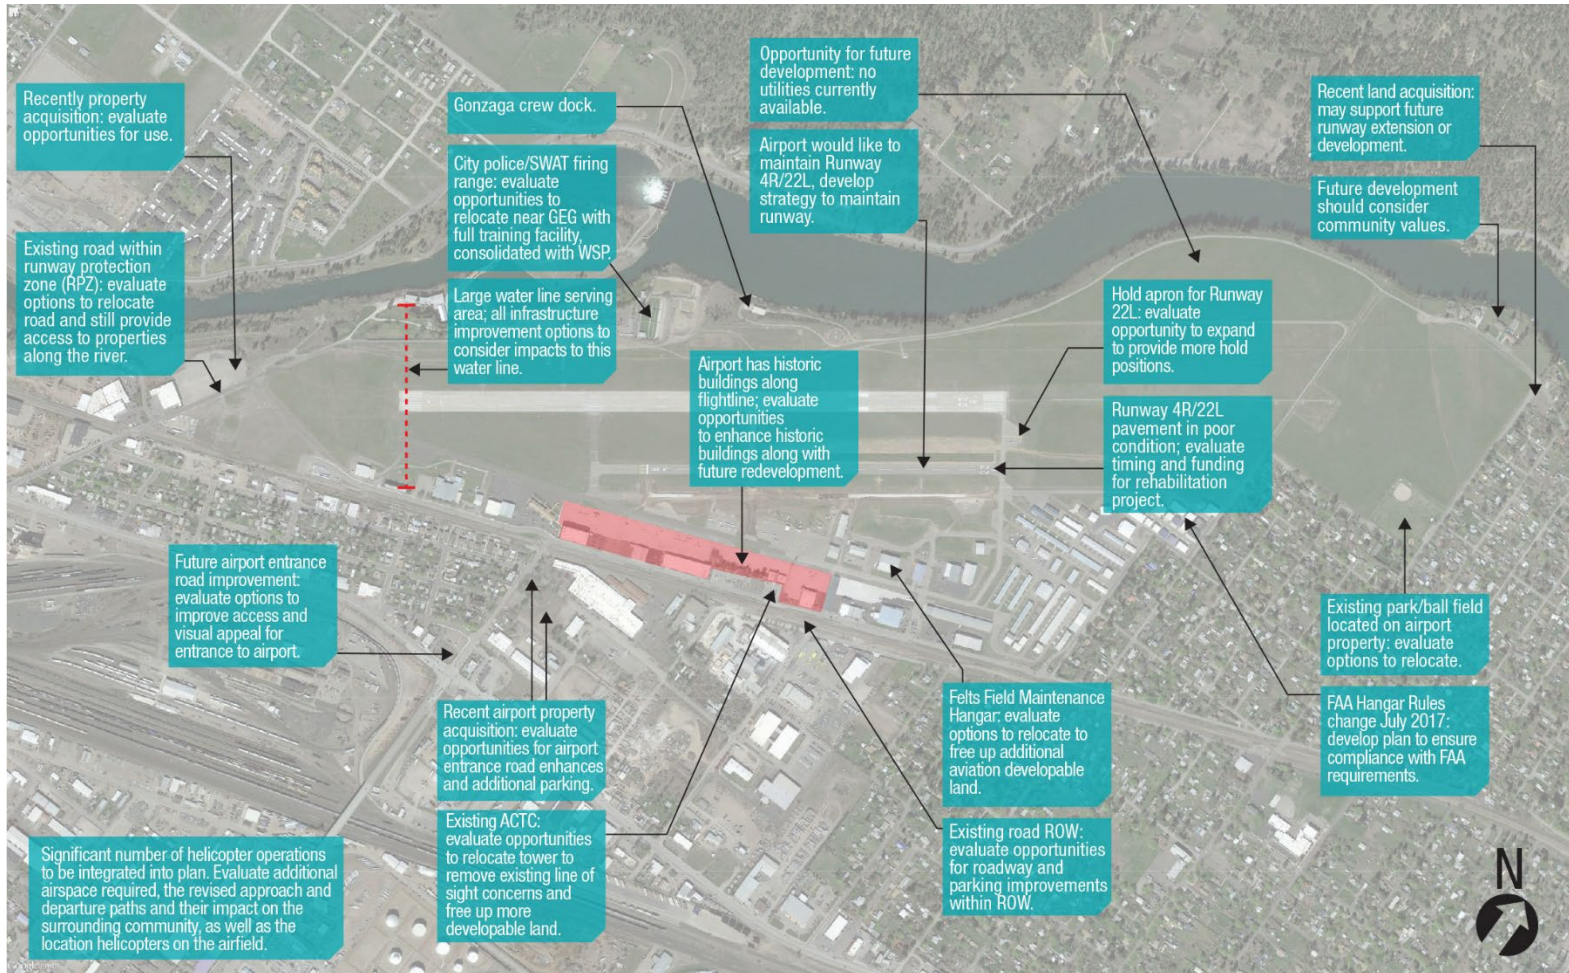 Recently property
acquisition: evaluate
opportunities for use.
Existing road within
runway protection
zone (RPZ): evaluate
options to relocate
road and still provide
access to properties
along the river.
Gonzaga crew dock.
City police/SWAT firing
range: evaluate
opportunities to
relocate near GEG with
full training facility,
consolidated with WSP.
Large water line serving
area; all infrastructure
improvement options to
consider impacts to this
water line.
Opportunity for future
development: no
utilities currently
available.
Airport would like to
maintain Runway
4R/22L, develop
strategy to maintain
runway.
Airport has historic
buildings along
flightline; evaluate
opportunities
to enhance historic
buildings along with
future redevelopment.
Recent land acquisition:
may support future
runway extension or
development.
Future development
should consider
community values.
Hold apron for Runway
22L: evaluate
opportunity to expand
to provide more hold
positions.
Runway 4R/22L
pavement in poor
condition; evaluate
timing and funding
for rehabilitation
project.
Future airport entrance
road improvement:
evaluate options to
improve access and
visual appeal for
entrance to airport.
Recent airport property
acquisition: evaluate
opportunities for airport
entrance road enhances
and additional parking.
Existing ACTC:
evaluate opportunities
to relocate tower to
remove existing line of
sight concerns and
free up more
developable land.
Felts Field Maintenance
Hangar: evaluate
options to relocate to
free up additional
aviation developable
land.
Existing road ROW:
evaluate opportunities
for roadway and
parking improvements
within ROW.
Existing park/ball field
located on airport
property: evaluate
options to relocate.
FAA Hangar Rules
change July 2017:
develop plan to ensure
compliance with FAA
requirements.
Significant number of helicopter operations
to be integrated into plan. Evaluate additional
airspace required, the revised approach and
departure paths and their impact on the
surrounding community, as well as the
location helicopters on the airfield.
N